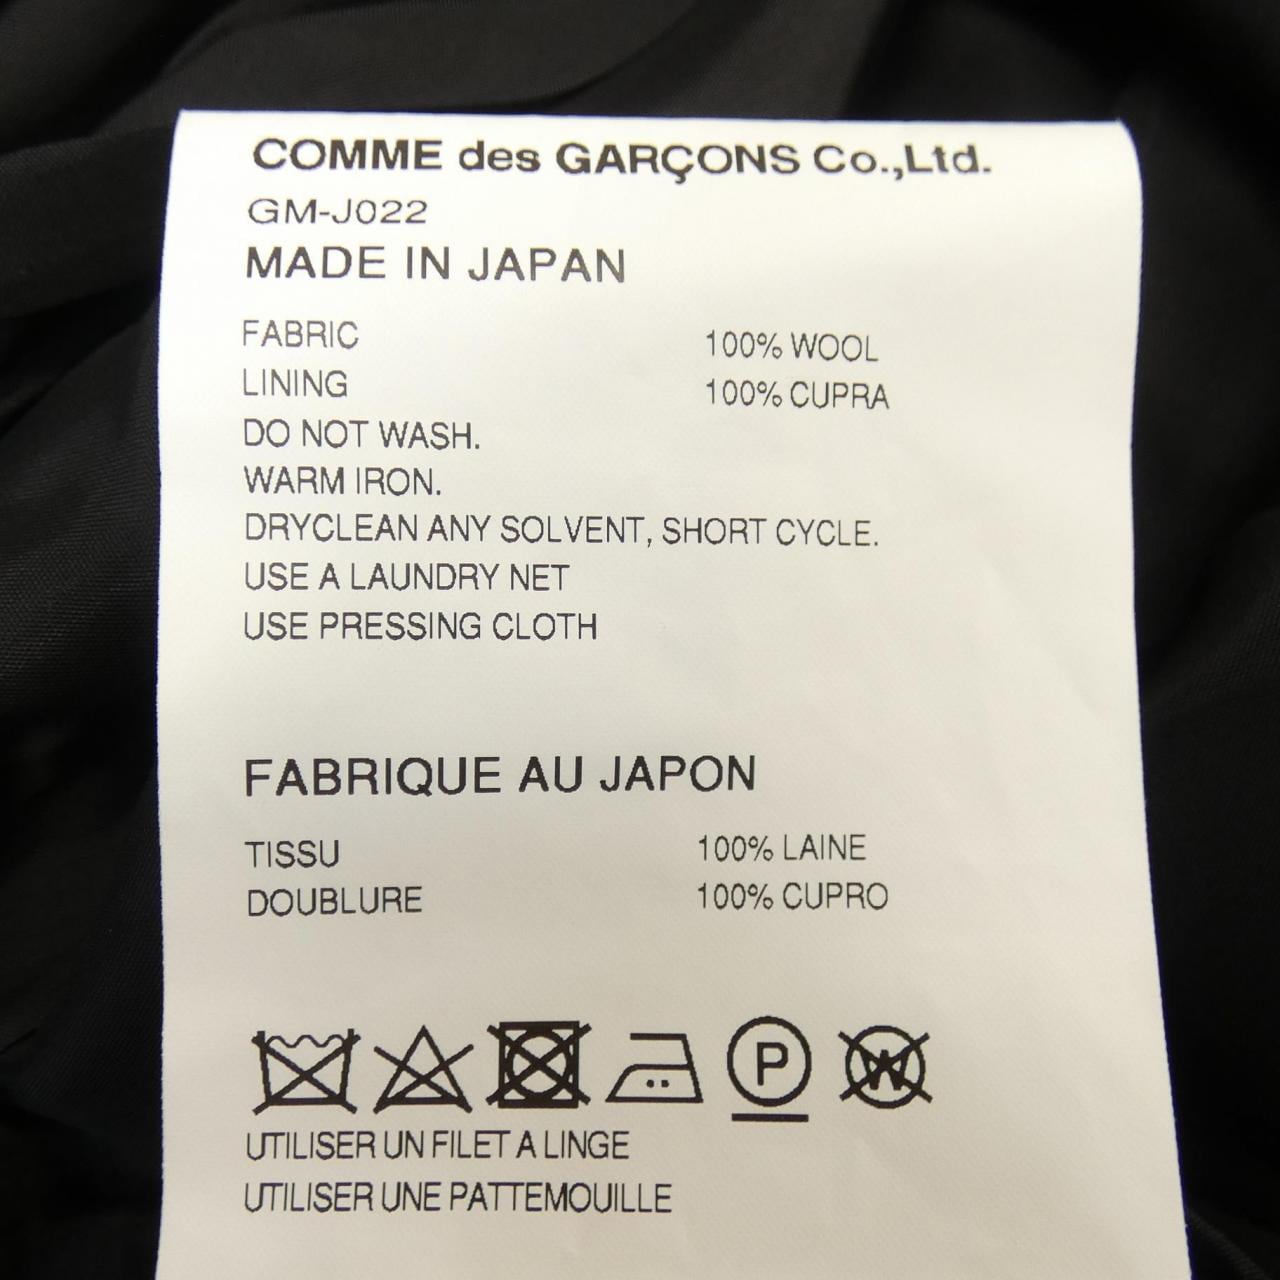 COMME des GARÇONS Co.,Ltd.
GM-J022
MADE IN JAPAN
FABRIC 100% WOOL
LINING 100% CUPRA
DO NOT WASH.
WARM IRON.
DRYCLEAN ANY SOLVENT, SHORT CYCLE.
USE A LAUNDRY NET
USE PRESSING CLOTH
FABRIQUE AU JAPON
TISSU 100% LAINE
DOUBLURE 100% CUPRO
P W
UTILISER UN FILET A LINGE
UTILISER UNE PATTEMOUILLE